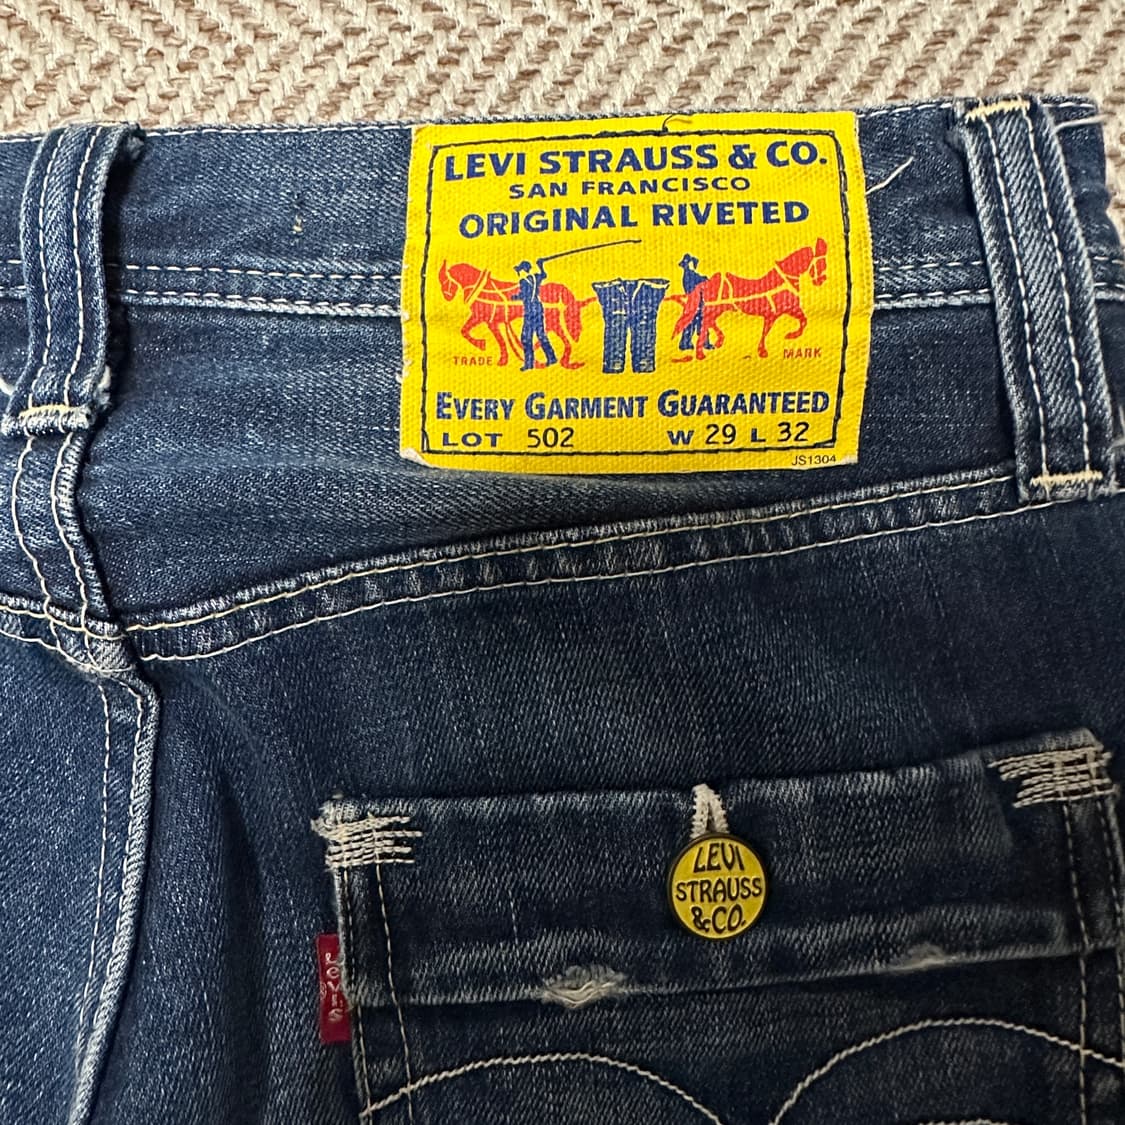 LEVI STRAUSS & CO.
SAN FRANCISCO
ORIGINAL RIVETED
TRADE MARK
EVERY GARMENT GUARANTEED
LOT 502 W 29 L 32
JS1304
LEVI
STRAUSS
&CO.
LEVI'S